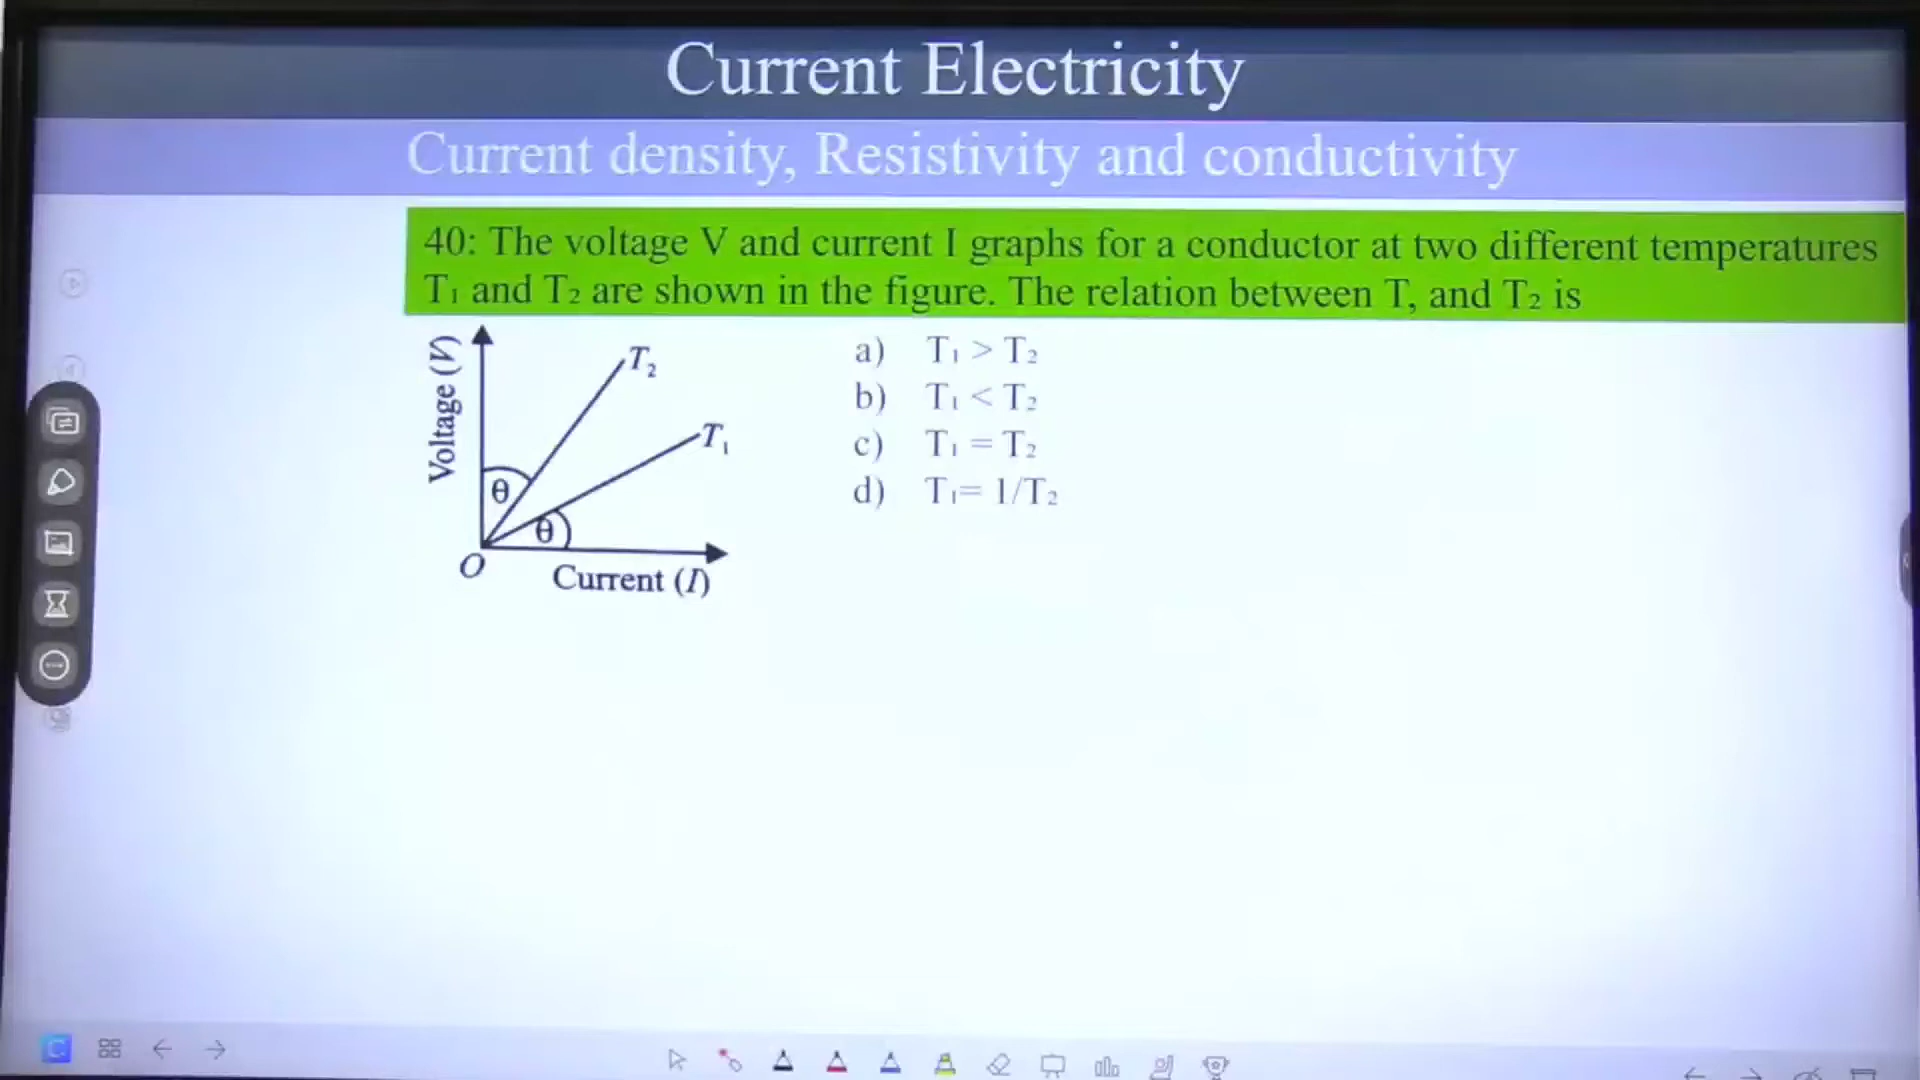 Current Electricity
Current density, Resistivity and conductivity
40: The voltage V and current I graphs for a conductor at two different temperatures
T₁ and T₂ are shown in the figure. The relation between T, and T₂ is
Voltage (V)
T₂
T₁
θ
θ
O
Current (I)
a) T₁ > T₂
b) T₁ < T₂
c) T₁ = T₂
d) T₁= 1/T₂